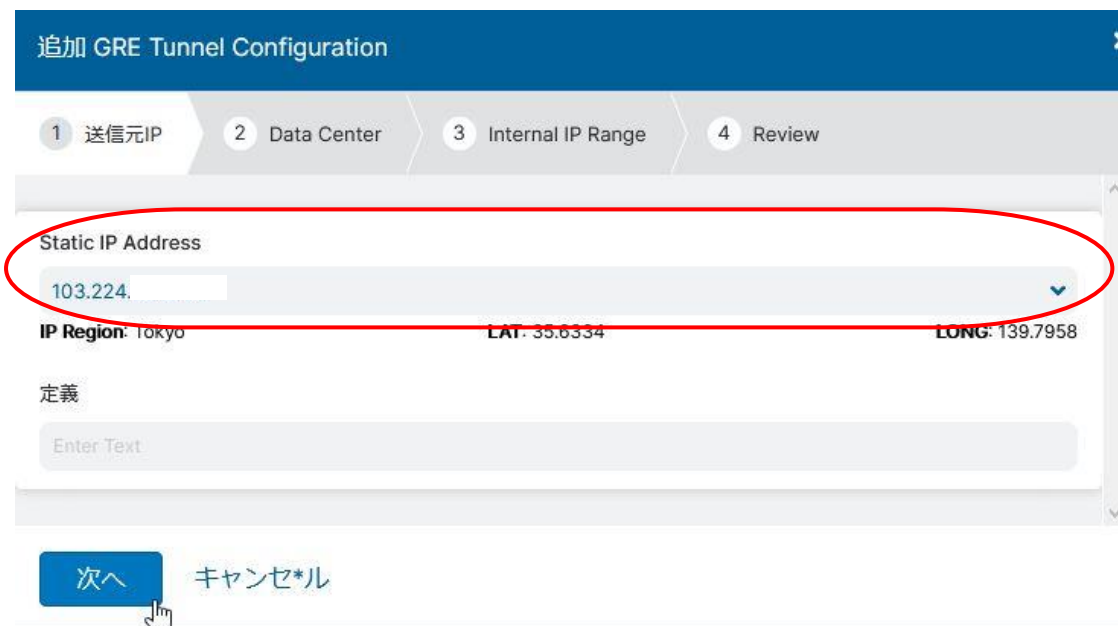 追加 GRE Tunnel Configuration
1 送信元IP 2 Data Center 3 Internal IP Range 4 Review
Static IP Address
103.224.
IP Region: Tokyo LAT: 35.6334 LONG: 139.7958
定義
Enter Text
次へ キャンセ*ル